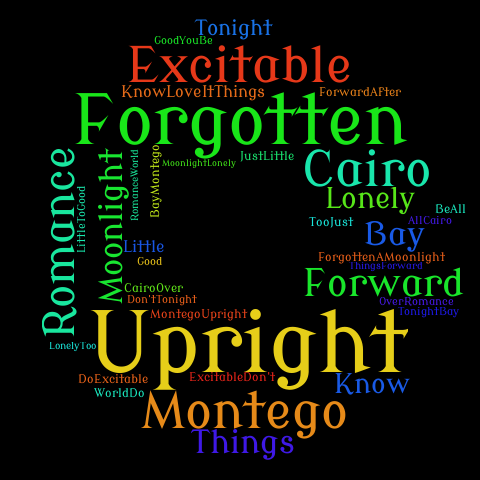 Tonight
GoodYouBe
Excitable
KnowLoveItThings
ForwardAfter
Forgotten
Romance
LittleToGood
Moonlight
RomanceWorld
BayMontego
MoonlightLonely
JustLittle
Cairo
Lonely
BeAll
TooJust
AllCairo
Little
Bay
Good
ForgottenAMoonlight
ThingsForward
Forward
CairoOver
Don'tTonight
OverRomance
MontegoUpright
TonightBay
Upright
LonelyToo
DoExcitable
ExcitableDon't
Know
WorldDo
Montego
Things